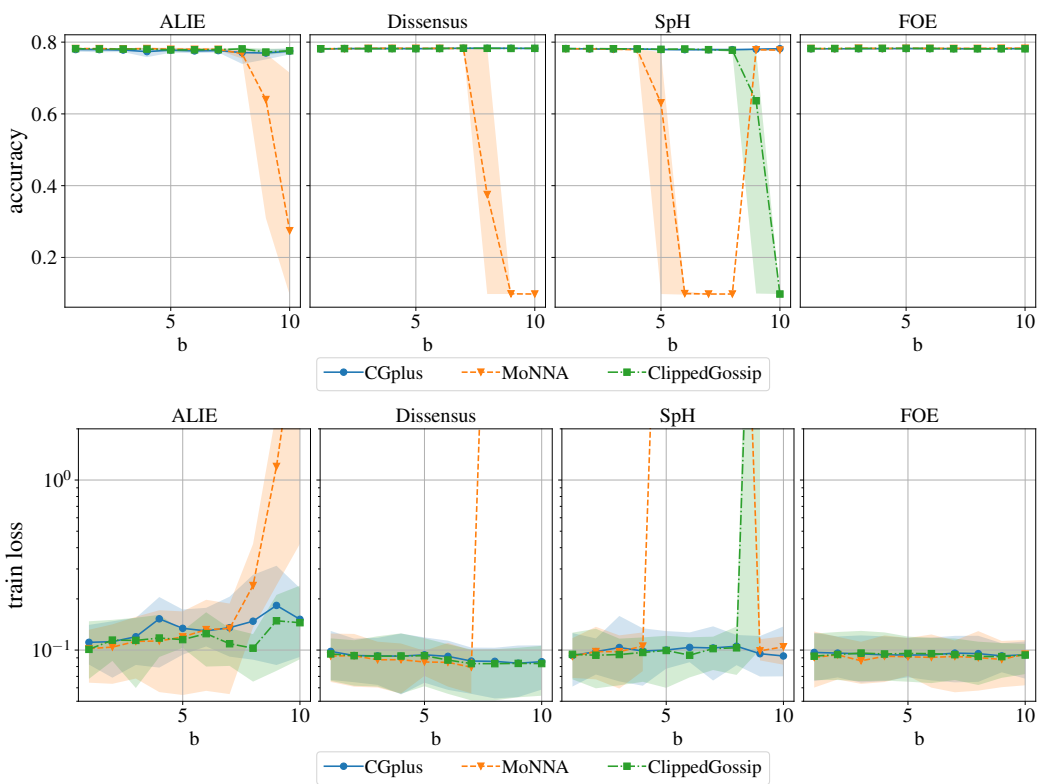 ALIE Dissensus SpH FOE
accuracy
0.8
0.6
0.4
0.2
5 10 5 10 5 10 5 10
b b b b
CGplus MoNNA ClippedGossip
ALIE Dissensus SpH FOE
train loss
10⁰
10⁻¹
5 10 5 10 5 10 5 10
b b b b
CGplus MoNNA ClippedGossip